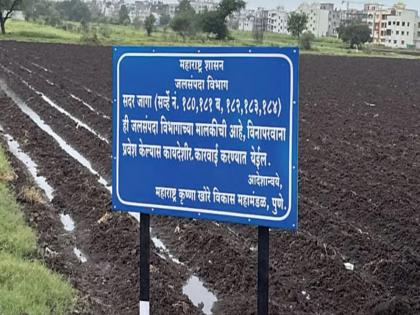 महाराष्ट्र शासन
जलसंपदा विभाग
सदर जागा (सर्व्हे नं. १८०,१८१ ब, १८२,१८३,१८४)
ही जलसंपदा विभागाच्या मालकीची आहे, विनापरवाना
प्रवेश केल्यास कायदेशीर. कारवाई करण्यात येईल.
आदेशान्वये,
महाराष्ट्र कृष्णा खोरे विकास महामंडळ, पुणे.